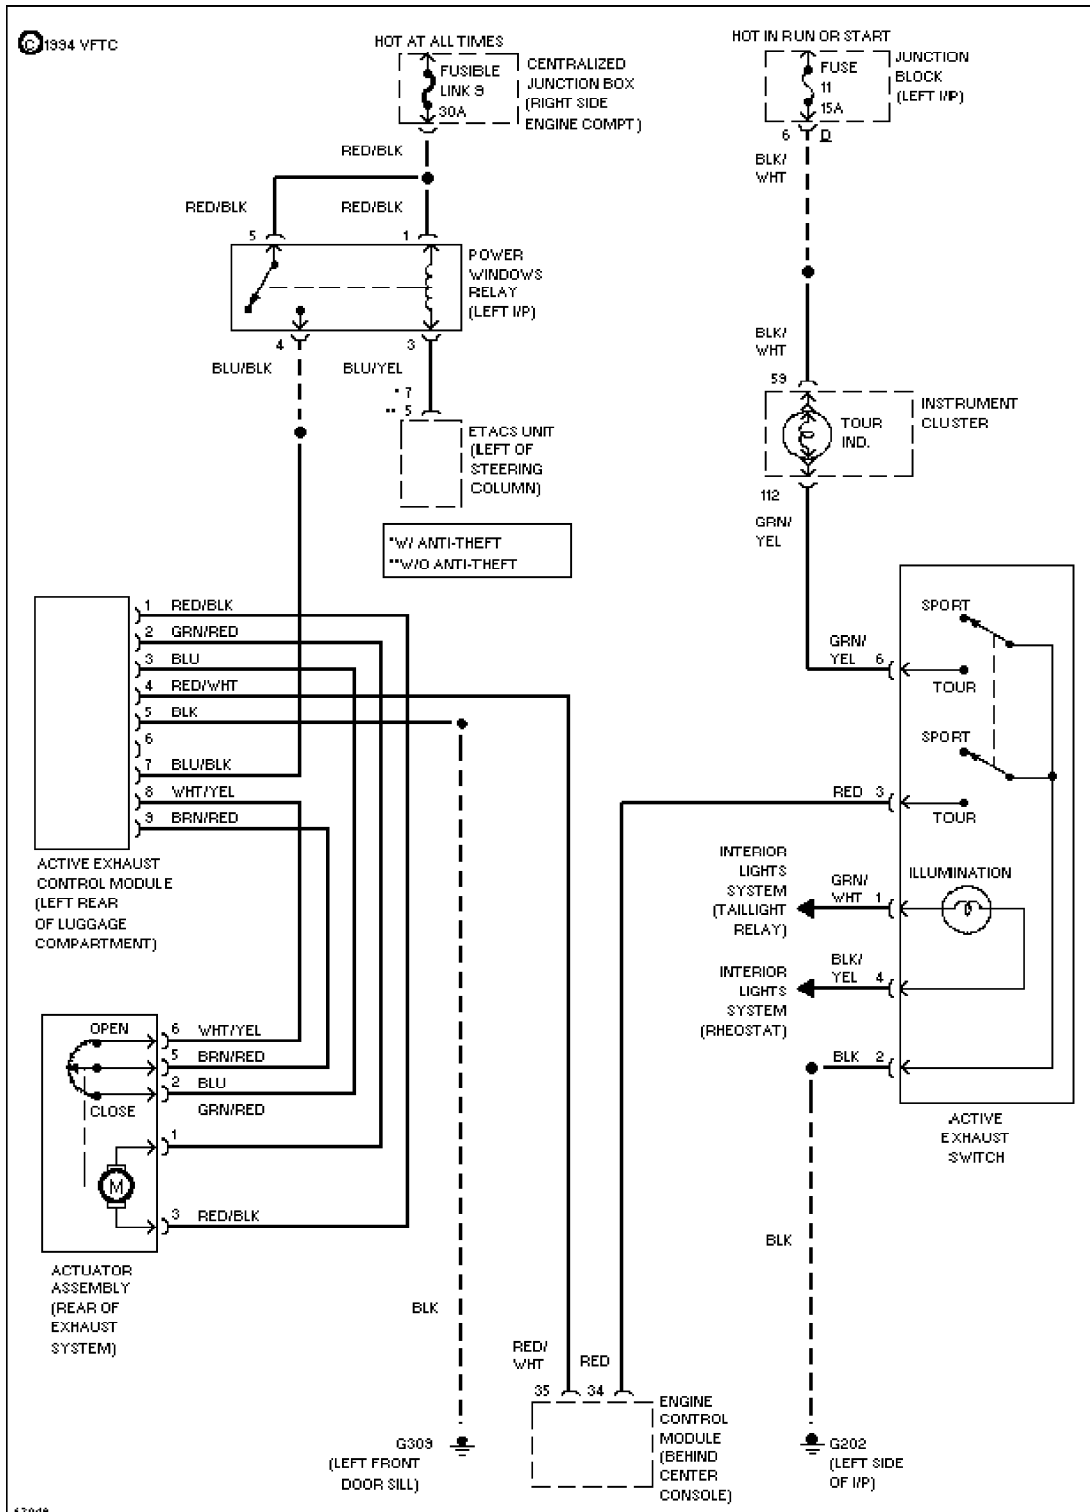 © 1994 VFTC
HOT AT ALL TIMES
FUSIBLE
LINK 9
30A
CENTRALIZED
JUNCTION BOX
(RIGHT SIDE
ENGINE COMPT)
HOT IN RUN OR START
FUSE
11
15A
JUNCTION
BLOCK
(LEFT I/P)
6
D
RED/BLK
BLK/
WHT
RED/BLK
RED/BLK
5
1
POWER
WINDOWS
RELAY
(LEFT I/P)
4
3
BLU/BLK
BLU/YEL
* 7
** 5
ETACS UNIT
(LEFT OF
STEERING
COLUMN)
BLK/
WHT
59
TOUR
IND.
INSTRUMENT
CLUSTER
112
GRN/
YEL
*W/ ANTI-THEFT
**W/O ANTI-THEFT
1 RED/BLK
2 GRN/RED
3 BLU
4 RED/WHT
5 BLK
6
7 BLU/BLK
8 WHT/YEL
9 BRN/RED
ACTIVE EXHAUST
CONTROL MODULE
(LEFT REAR
OF LUGGAGE
COMPARTMENT)
SPORT
GRN/
YEL 6
TOUR
SPORT
RED 3
TOUR
INTERIOR
LIGHTS
SYSTEM
(TAILLIGHT
RELAY)
GRN/
WHT 1
ILLUMINATION
INTERIOR
LIGHTS
SYSTEM
(RHEOSTAT)
BLK/
YEL 4
BLK 2
ACTIVE
EXHAUST
SWITCH
OPEN
6 WHT/YEL
5 BRN/RED
2 BLU
CLOSE
GRN/RED
1
M
3 RED/BLK
ACTUATOR
ASSEMBLY
(REAR OF
EXHAUST
SYSTEM)
BLK
BLK
RED/
WHT
RED
35
34
ENGINE
CONTROL
MODULE
(BEHIND
CENTER
CONSOLE)
G309
(LEFT FRONT
DOOR SILL)
G202
(LEFT SIDE
OF I/P)